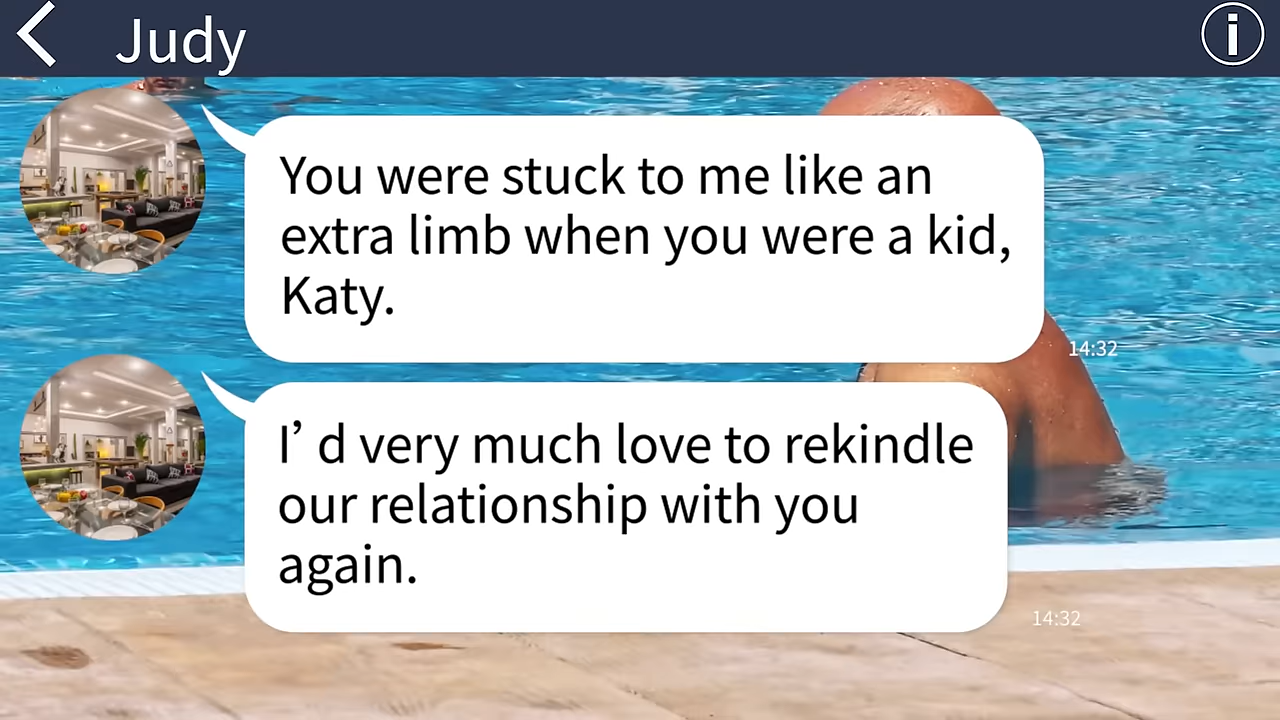 Judy
You were stuck to me like an
extra limb when you were a kid,
Katy.
14:32
I’d very much love to rekindle
our relationship with you
again.
14:32